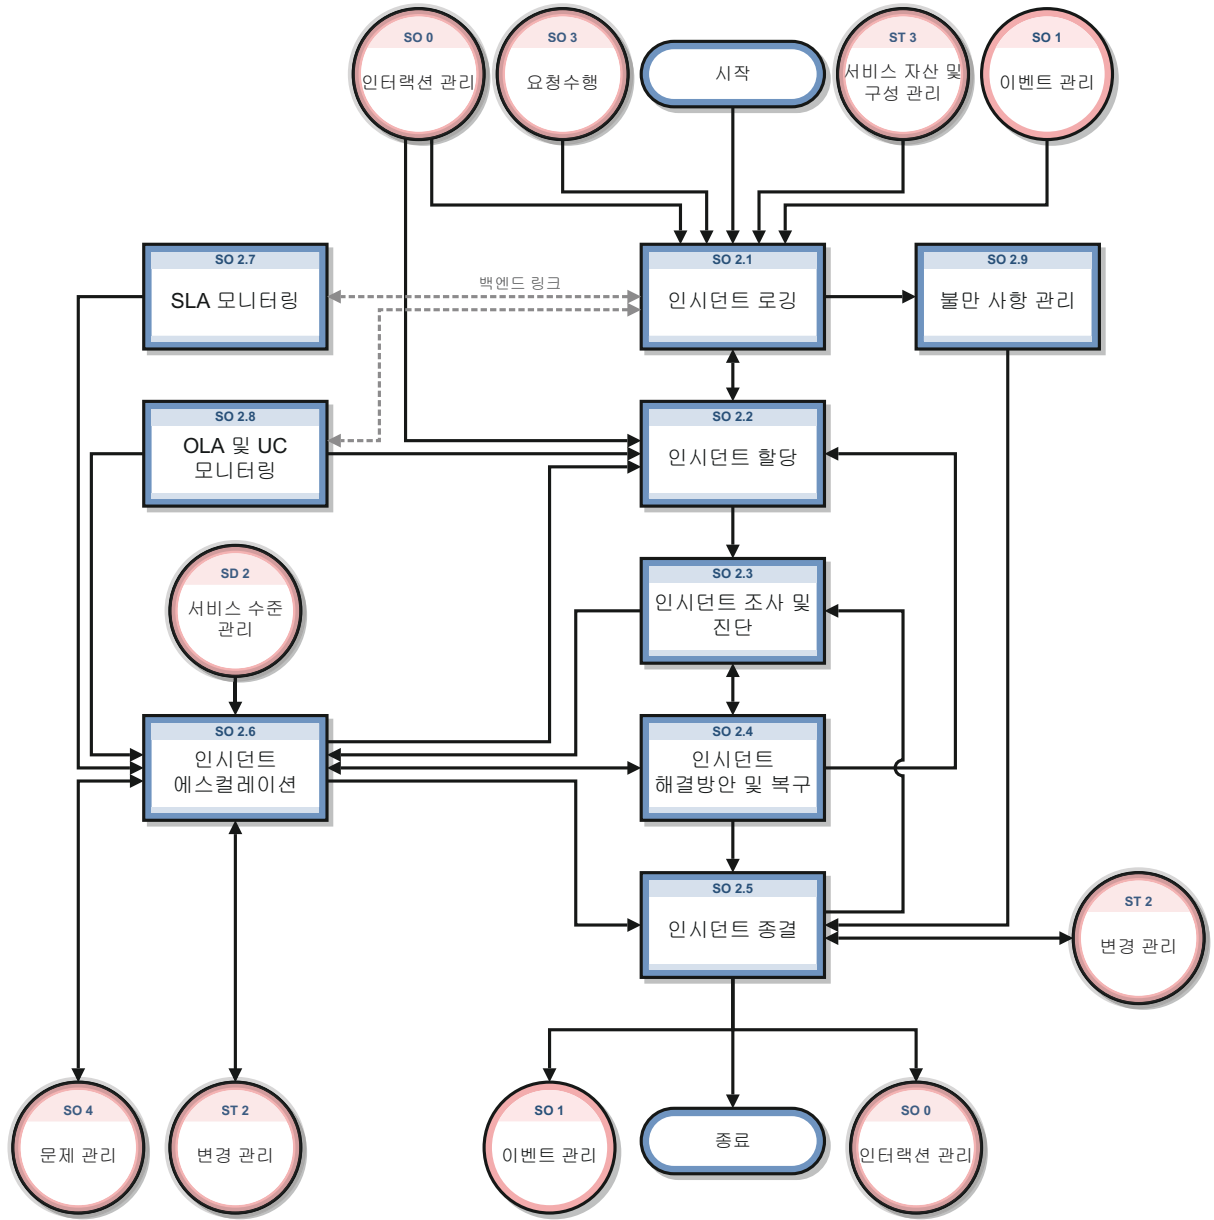 SO 0
인터랙션 관리
SO 3
요청수행
시작
ST 3
서비스 자산 및
구성 관리
SO 1
이벤트 관리
SO 2.7
SLA 모니터링
백엔드 링크
SO 2.1
인시던트 로깅
SO 2.9
불만 사항 관리
SO 2.8
OLA 및 UC
모니터링
SO 2.2
인시던트 할당
SD 2
서비스 수준
관리
SO 2.3
인시던트 조사 및
진단
SO 2.6
인시던트
에스컬레이션
SO 2.4
인시던트
해결방안 및 복구
SO 2.5
인시던트 종결
ST 2
변경 관리
SO 4
문제 관리
ST 2
변경 관리
SO 1
이벤트 관리
종료
SO 0
인터랙션 관리